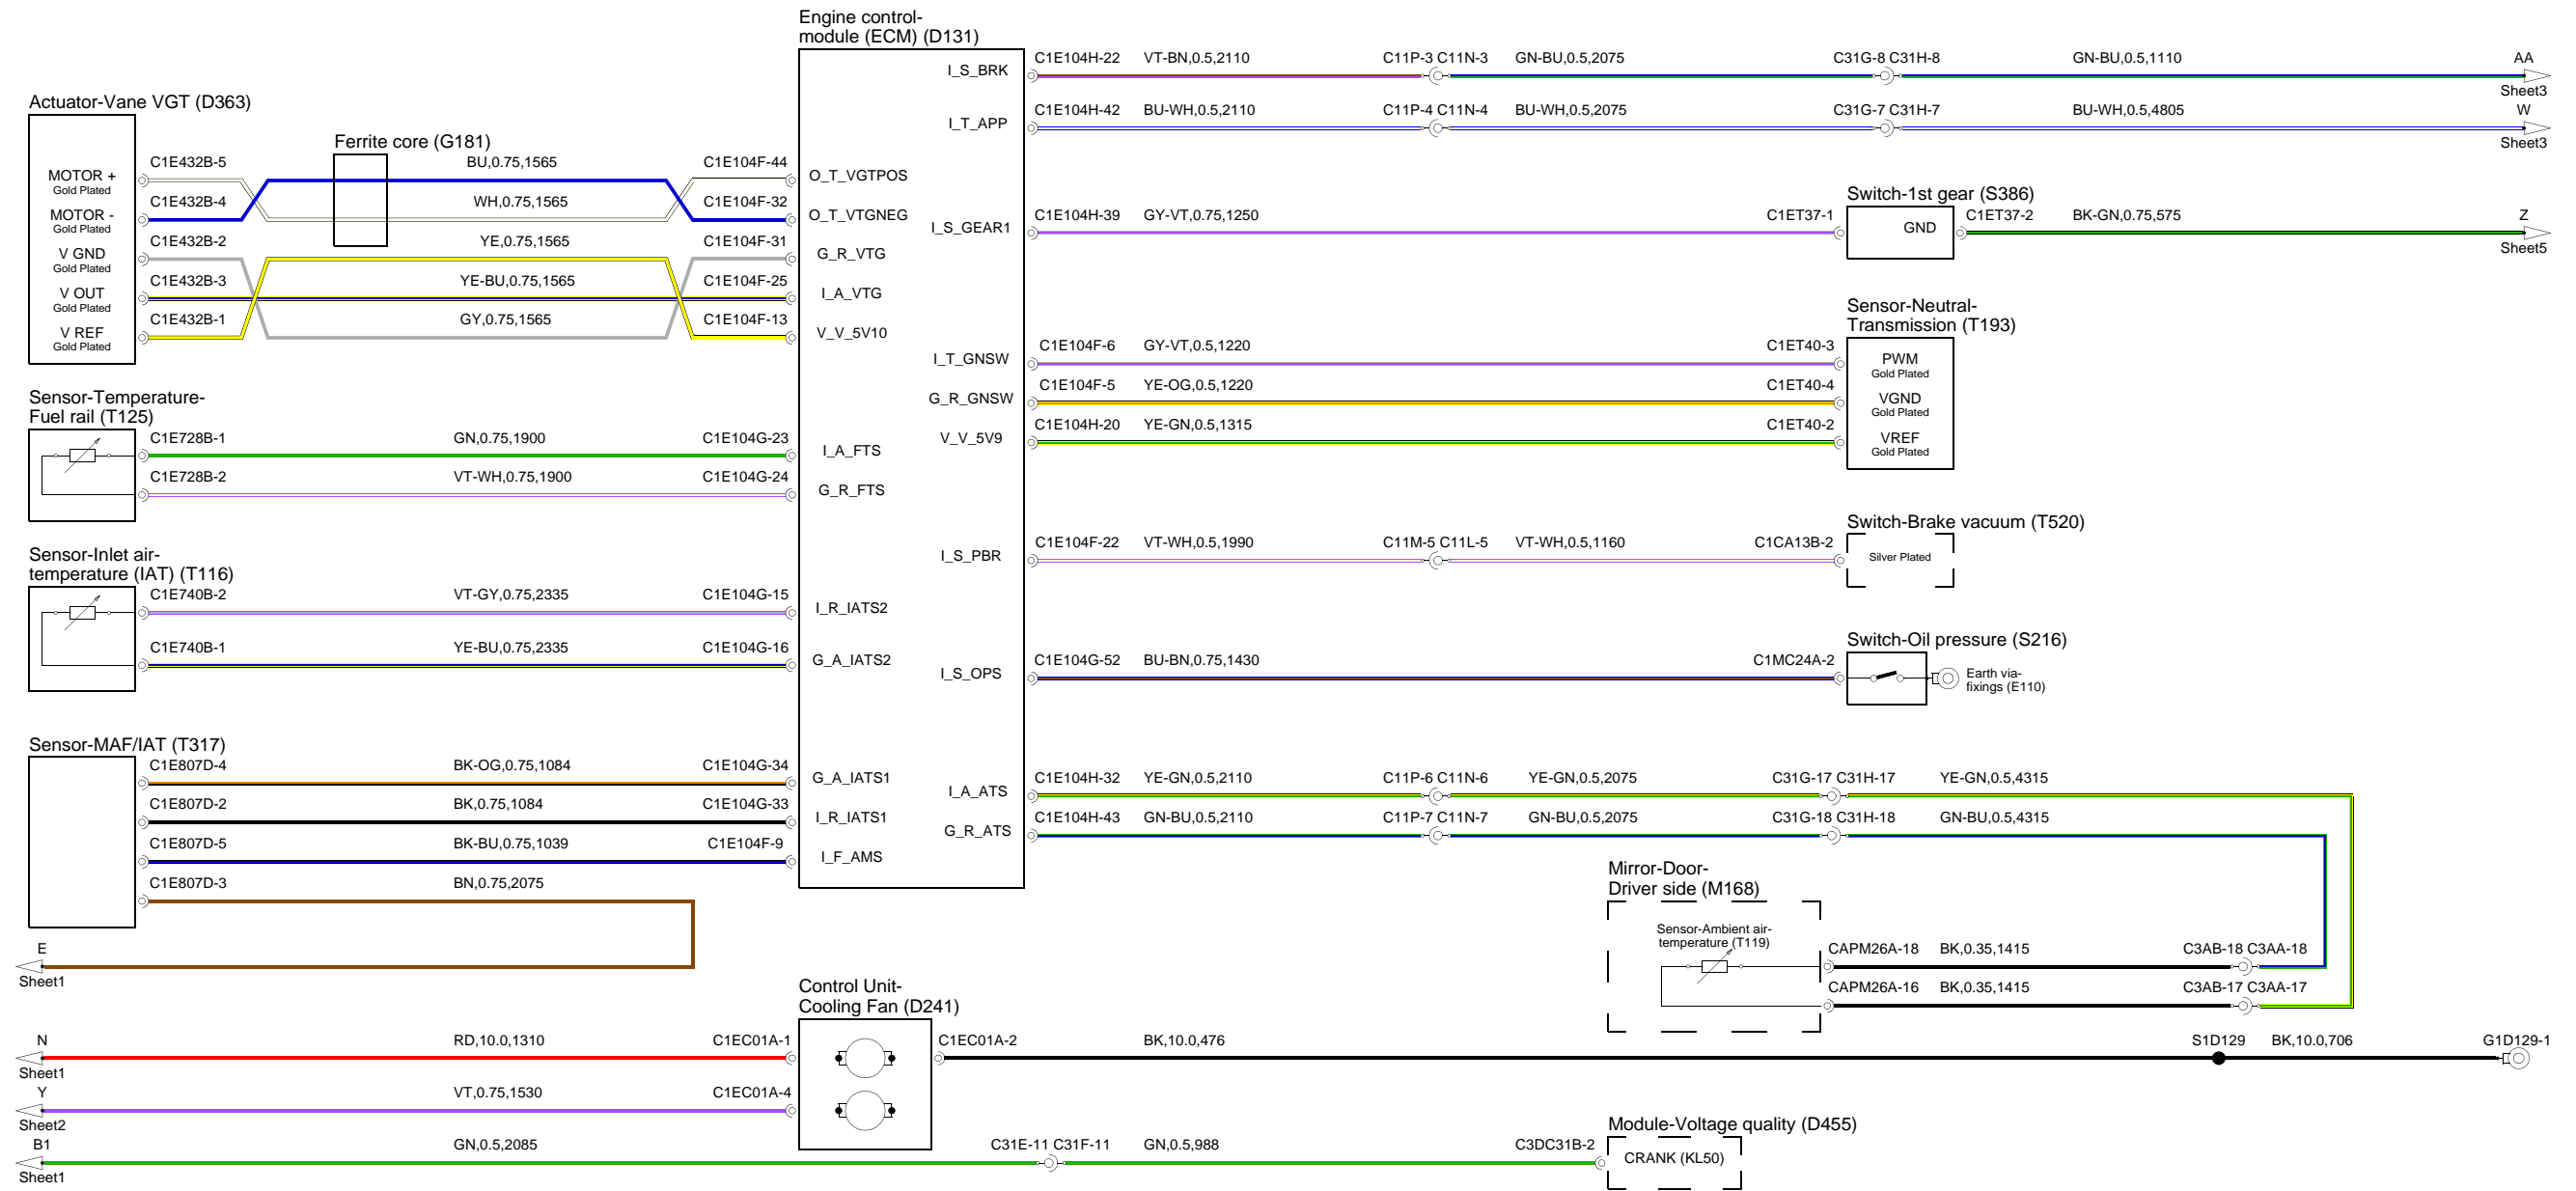 Engine control-
module (ECM) (D131)
I_S_BRK
C1E104H-22 VT-BN,0.5,2110 C11P-3 C11N-3 GN-BU,0.5,2075 C31G-8 C31H-8 GN-BU,0.5,1110 AA
Sheet3
I_T_APP
C1E104H-42 BU-WH,0.5,2110 C11P-4 C11N-4 BU-WH,0.5,2075 C31G-7 C31H-7 BU-WH,0.5,4805 W
Sheet3
Actuator-Vane VGT (D363)
Ferrite core (G181)
C1E432B-5 BU,0.75,1565 C1E104F-44
MOTOR +
Gold Plated
O_T_VGTPOS
C1E432B-4 WH,0.75,1565 C1E104F-32
MOTOR -
Gold Plated
O_T_VTGNEG
C1E432B-2 YE,0.75,1565 C1E104F-31
V GND
Gold Plated
G_R_VTG
C1E432B-3 YE-BU,0.75,1565 C1E104F-25
V OUT
Gold Plated
I_A_VTG
C1E432B-1 GY,0.75,1565 C1E104F-13
V REF
Gold Plated
V_V_5V10
Switch-1st gear (S386)
I_S_GEAR1
C1E104H-39 GY-VT,0.75,1250 C1ET37-1
GND
C1ET37-2 BK-GN,0.75,575 Z
Sheet5
Sensor-Neutral-
Transmission (T193)
I_T_GNSW
C1E104F-6 GY-VT,0.5,1220 C1ET40-3
PWM
Gold Plated
G_R_GNSW
C1E104F-5 YE-OG,0.5,1220 C1ET40-4
VGND
Gold Plated
V_V_5V9
C1E104H-20 YE-GN,0.5,1315 C1ET40-2
VREF
Gold Plated
Sensor-Temperature-
Fuel rail (T125)
C1E728B-1 GN,0.75,1900 C1E104G-23
I_A_FTS
C1E728B-2 VT-WH,0.75,1900 C1E104G-24
G_R_FTS
Switch-Brake vacuum (T520)
I_S_PBR
C1E104F-22 VT-WH,0.5,1990 C11M-5 C11L-5 VT-WH,0.5,1160 C1CA13B-2
Silver Plated
Sensor-Inlet air-
temperature (IAT) (T116)
C1E740B-2 VT-GY,0.75,2335 C1E104G-15
I_R_IATS2
C1E740B-1 YE-BU,0.75,2335 C1E104G-16
G_A_IATS2
Switch-Oil pressure (S216)
I_S_OPS
C1E104G-52 BU-BN,0.75,1430 C1MC24A-2
Earth via-
fixings (E110)
Sensor-MAF/IAT (T317)
C1E807D-4 BK-OG,0.75,1084 C1E104G-34
G_A_IATS1
C1E807D-2 BK,0.75,1084 C1E104G-33
I_R_IATS1
C1E807D-5 BK-BU,0.75,1039 C1E104F-9
I_F_AMS
C1E807D-3 BN,0.75,2075
E
Sheet1
I_A_ATS
C1E104H-32 YE-GN,0.5,2110 C11P-6 C11N-6 YE-GN,0.5,2075 C31G-17 C31H-17 YE-GN,0.5,4315
G_R_ATS
C1E104H-43 GN-BU,0.5,2110 C11P-7 C11N-7 GN-BU,0.5,2075 C31G-18 C31H-18 GN-BU,0.5,4315
Mirror-Door-
Driver side (M168)
Sensor-Ambient air-
temperature (T119)
CAPM26A-18 BK,0.35,1415 C3AB-18 C3AA-18
CAPM26A-16 BK,0.35,1415 C3AB-17 C3AA-17
Control Unit-
Cooling Fan (D241)
N RD,10.0,1310 C1EC01A-1
Sheet1
C1EC01A-2 BK,10.0,476 S1D129 BK,10.0,706 G1D129-1
Y VT,0.75,1530 C1EC01A-4
Sheet2
Module-Voltage quality (D455)
B1 GN,0.5,2085 C31E-11 C31F-11 GN,0.5,988 C3DC31B-2
Sheet1
CRANK (KL50)